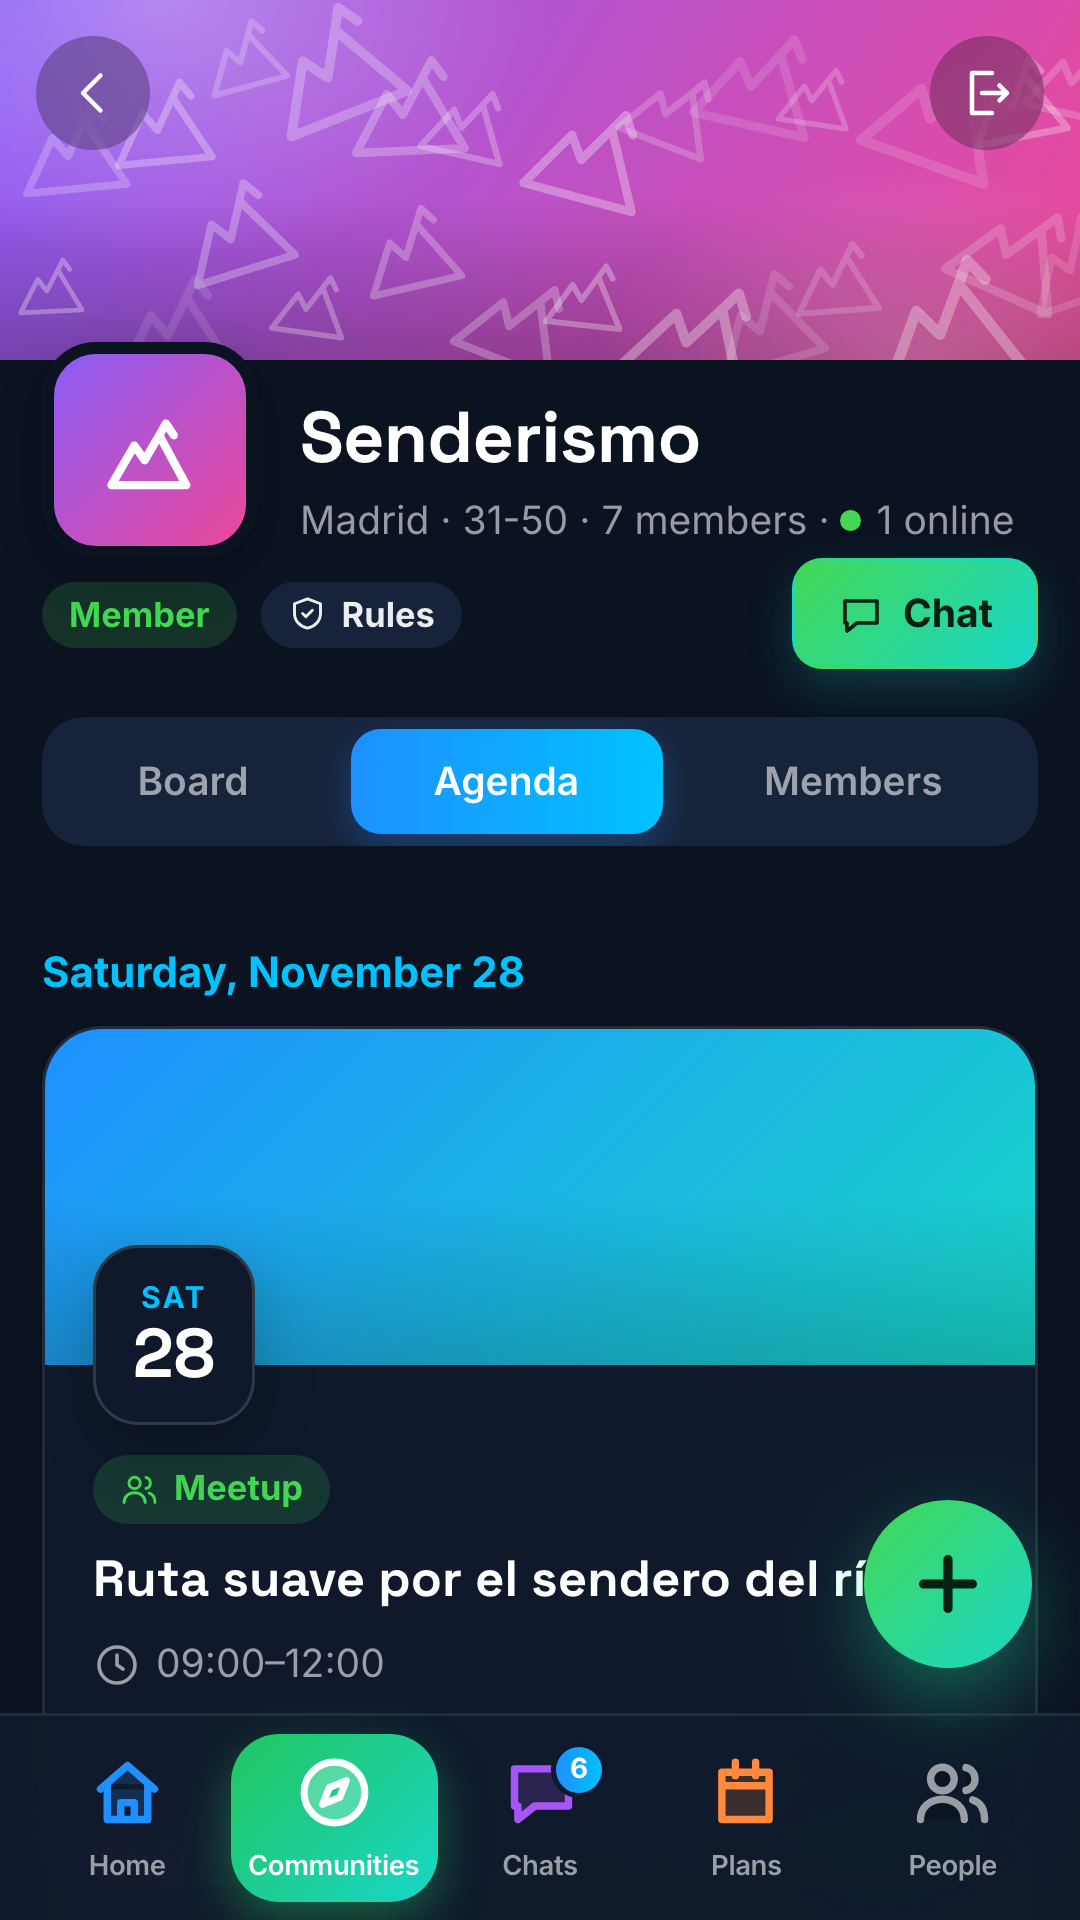 Senderismo
Madrid · 31-50 · 7 members · 1 online
Member
Rules
Chat
Board
Agenda
Members
Saturday, November 28
SAT
28
Meetup
Ruta suave por el sendero del rí
09:00–12:00
6
Home
Communities
Chats
Plans
People